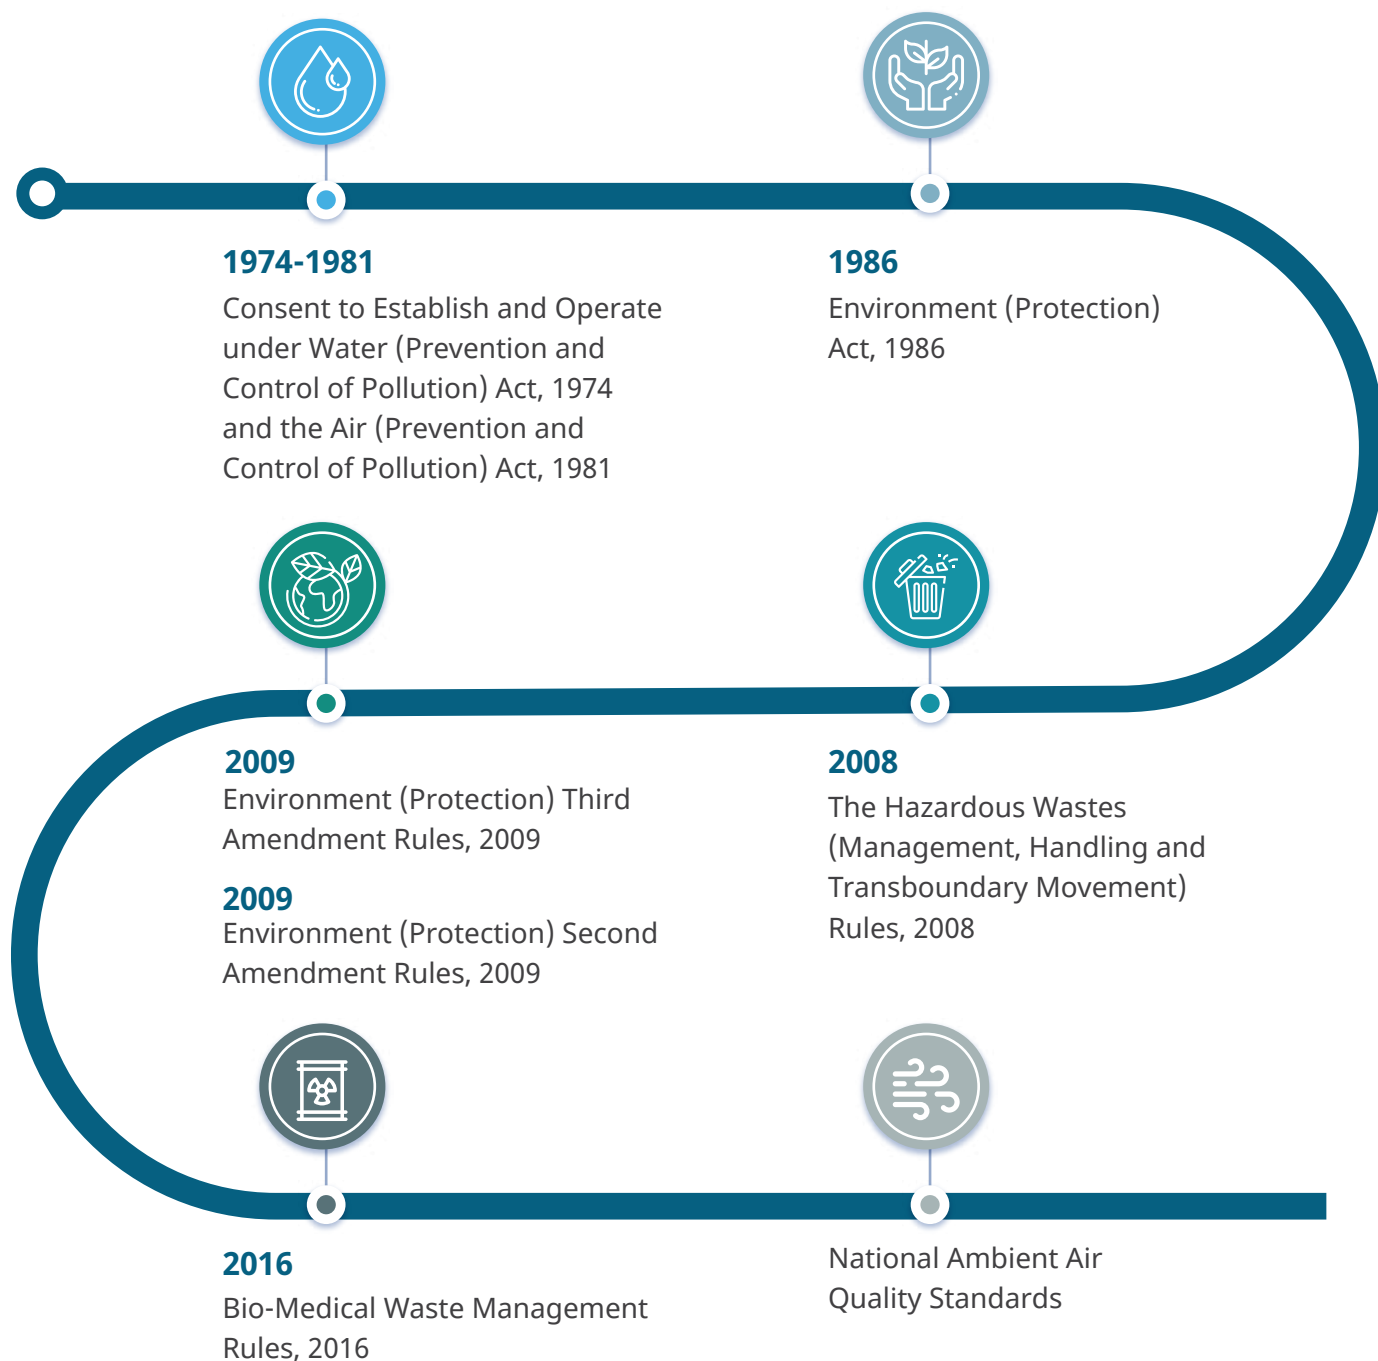 1974-1981
Consent to Establish and Operate
under Water (Prevention and
Control of Pollution) Act, 1974
and the Air (Prevention and
Control of Pollution) Act, 1981
1986
Environment (Protection)
Act, 1986
2008
The Hazardous Wastes
(Management, Handling and
Transboundary Movement)
Rules, 2008
2009
Environment (Protection) Third
Amendment Rules, 2009
2009
Environment (Protection) Second
Amendment Rules, 2009
2016
Bio-Medical Waste Management
Rules, 2016
National Ambient Air
Quality Standards